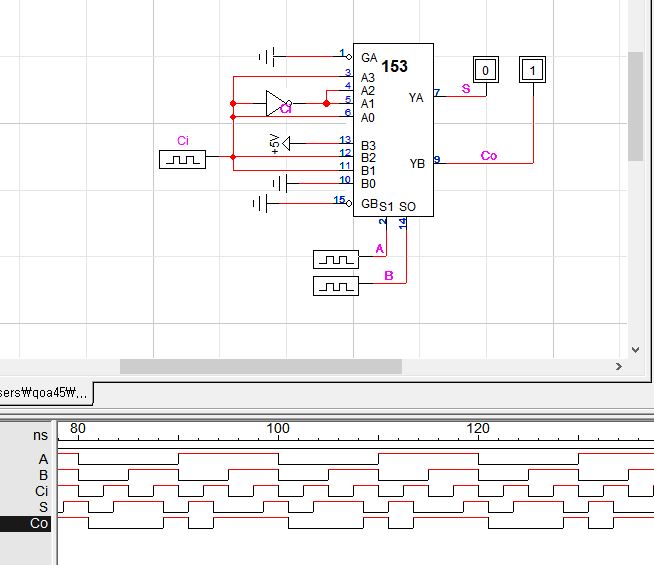 1 GA 153
3 A3
4 A2
5 A1
6 A0
Ci
YA 7 S 0 1
Ci
+5V 13 B3
12 B2
11 B1
10 B0
YB 9 Co
15 GB S1 SO
2 14
A
B
sers₩qoa45₩...
ns 80 100 120
A
B
Ci
S
Co